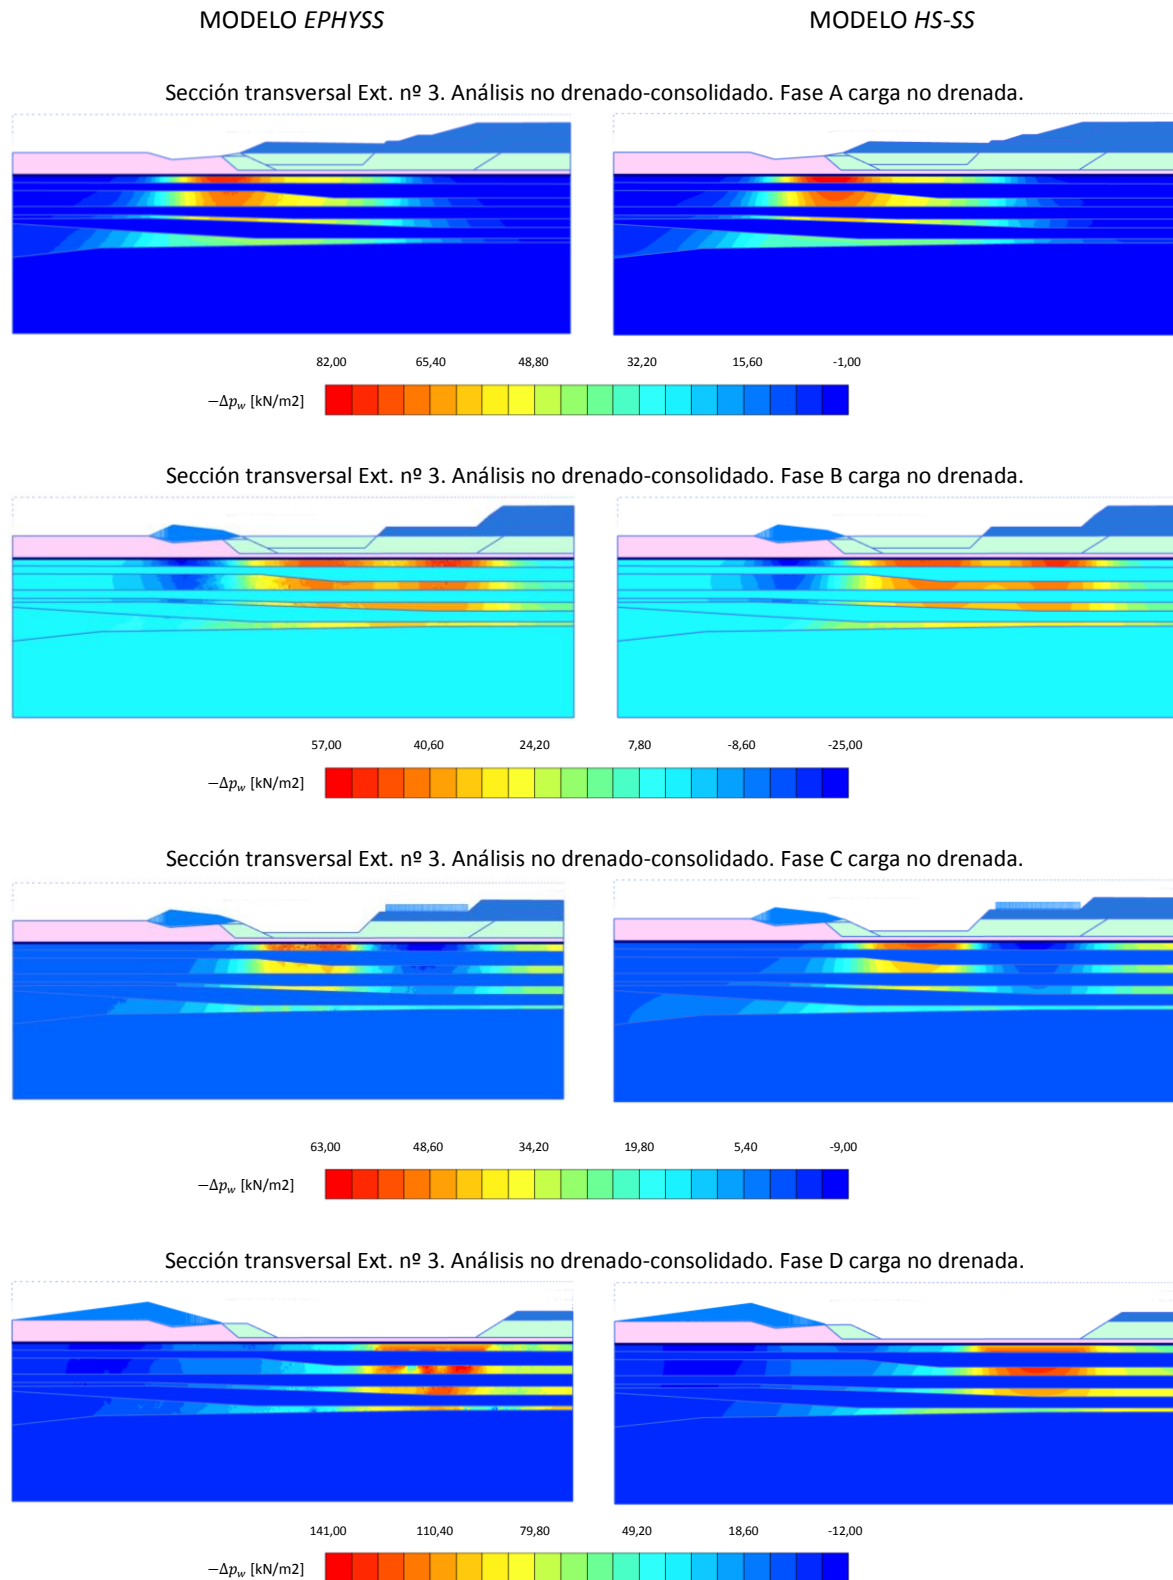 MODELO EPHYSS
MODELO HS-SS
Sección transversal Ext. nº 3. Análisis no drenado-consolidado. Fase A carga no drenada.
82,00 65,40 48,80 32,20 15,60 -1,00
−Δp_w [kN/m2]
Sección transversal Ext. nº 3. Análisis no drenado-consolidado. Fase B carga no drenada.
57,00 40,60 24,20 7,80 -8,60 -25,00
−Δp_w [kN/m2]
Sección transversal Ext. nº 3. Análisis no drenado-consolidado. Fase C carga no drenada.
63,00 48,60 34,20 19,80 5,40 -9,00
−Δp_w [kN/m2]
Sección transversal Ext. nº 3. Análisis no drenado-consolidado. Fase D carga no drenada.
141,00 110,40 79,80 49,20 18,60 -12,00
−Δp_w [kN/m2]